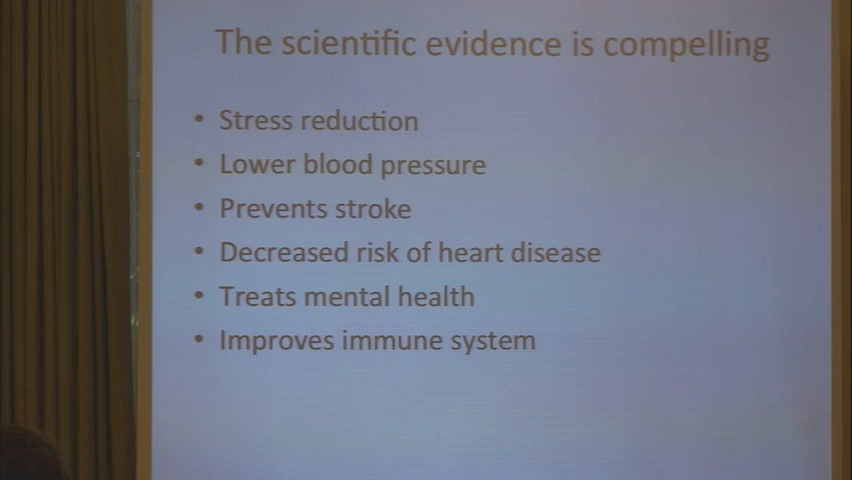 The scientific evidence is compelling
• Stress reduction
• Lower blood pressure
• Prevents stroke
• Decreased risk of heart disease
• Treats mental health
• Improves immune system